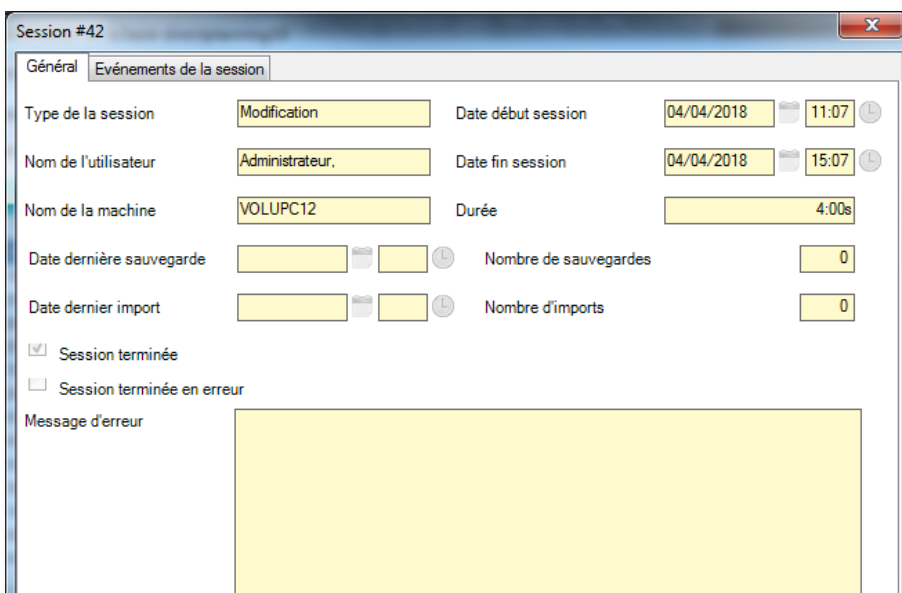 Session #42
Général Evénements de la session
Type de la session Modification Date début session 04/04/2018 11:07
Nom de l'utilisateur Administrateur, Date fin session 04/04/2018 15:07
Nom de la machine VOLUPC12 Durée 4:00s
Date dernière sauvegarde Nombre de sauvegardes 0
Date dernier import Nombre d'imports 0
Session terminée
Session terminée en erreur
Message d'erreur